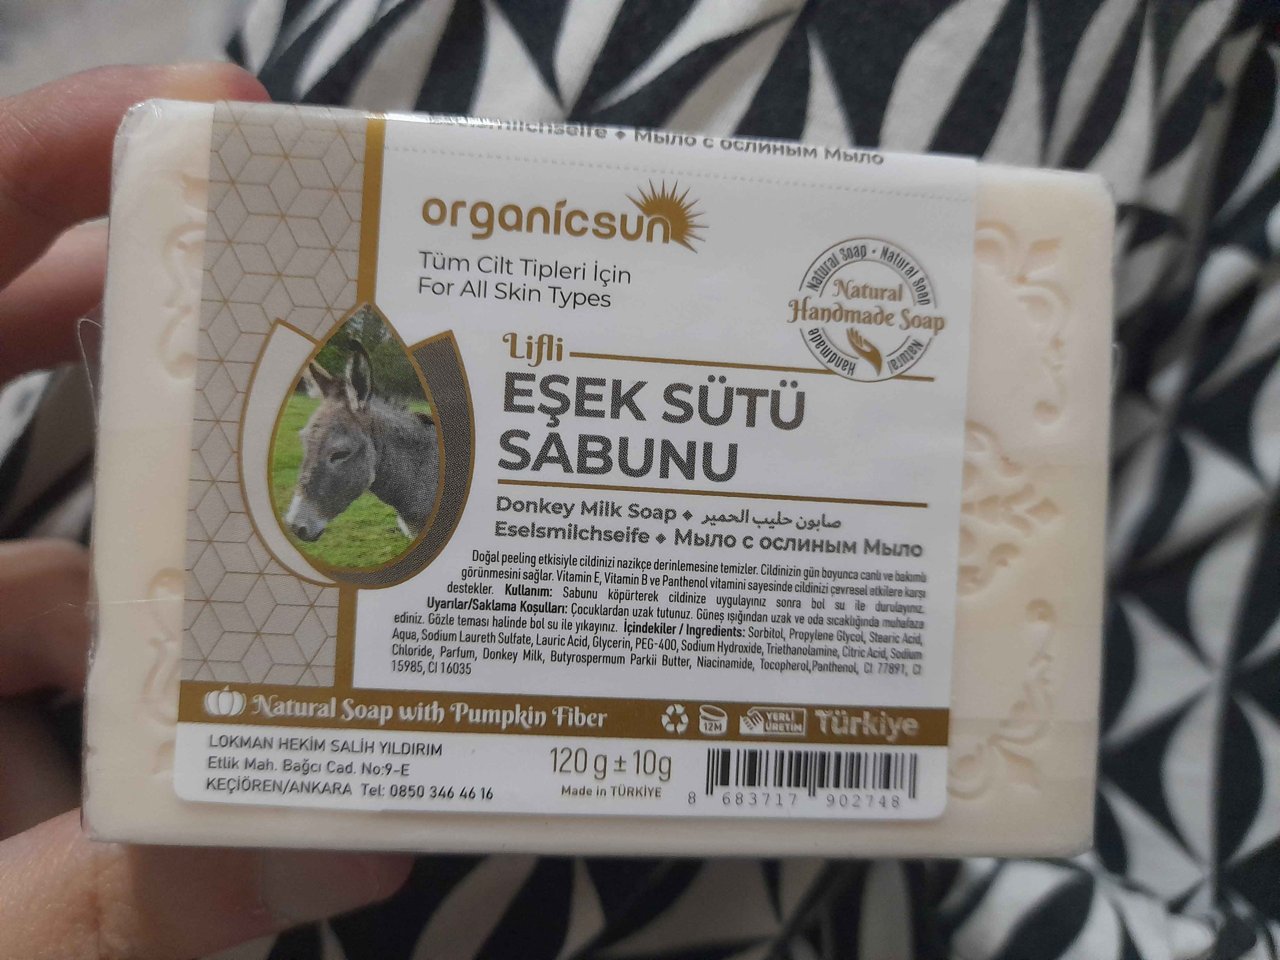 Eselsmilchseife ◆ Мыло с ослиным Мыло
organicsun
Tüm Cilt Tipleri İçin
For All Skin Types
Natural Soap • Natural Soap
Natural
Handmade Soap
Handmade
Natural
Lifli
EŞEK SÜTÜ
SABUNU
Donkey Milk Soap ◆ صابون حليب الحمير
Eselsmilchseife ◆ Мыло с ослиным Мыло
Doğal peeling etkisiyle cildinizi nazikçe derinlemesine temizler. Cildinizin gün boyunca canlı ve bakımlı
görünmesini sağlar. Vitamin E, Vitamin B ve Panthenol vitamini sayesinde cildinizi çevresel atkilere karşı
destekler. Kullanım: Sabunu köpürterek cildinize uygulayınız sonra bol su ile durulayınız.
Uyarılar/Saklama Koşulları: Çocuklardan uzak tutunuz. Güneş ışığından uzak ve oda sıcaklığında muhafaza
ediniz. Gözle teması halinde bol su ile yıkayınız. İçindekiler / Ingredients: Sorbitol, Propylene Glycol, Stearic Acid,
Aqua, Sodium Laureth Sulfate, Lauric Acid, Glycerin, PEG-400, Sodium Hydroxide, Triethanolamine, Citric Acid, Sodium
Chloride, Parfum, Donkey Milk, Butyrospermum Parkii Butter, Niacinamide, Tocopherol,Panthenol, CI 77891, CI
15985, CI 16035
Natural Soap with Pumpkin Fiber
12M
YERLİ
ÜRETİM
Türkiye
LOKMAN HEKİM SALİH YILDIRIM
Etlik Mah. Bağcı Cad. No:9-E
KEÇİÖREN/ANKARA Tel: 0850 346 46 16
120 g ± 10g
Made in TÜRKİYE
8 683717 902748